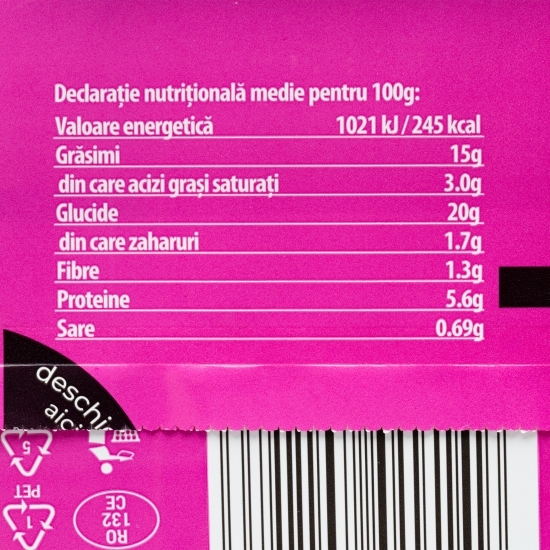 Declarație nutrițională medie pentru 100g:
Valoare energetică 1021 kJ / 245 kcal
Grăsimi 15g
din care acizi grași saturați 3.0g
Glucide 20g
din care zaharuri 1.7g
Fibre 1.3g
Proteine 5.6g
Sare 0.69g
deschi
aici
5
PET
1
RO
132
CE